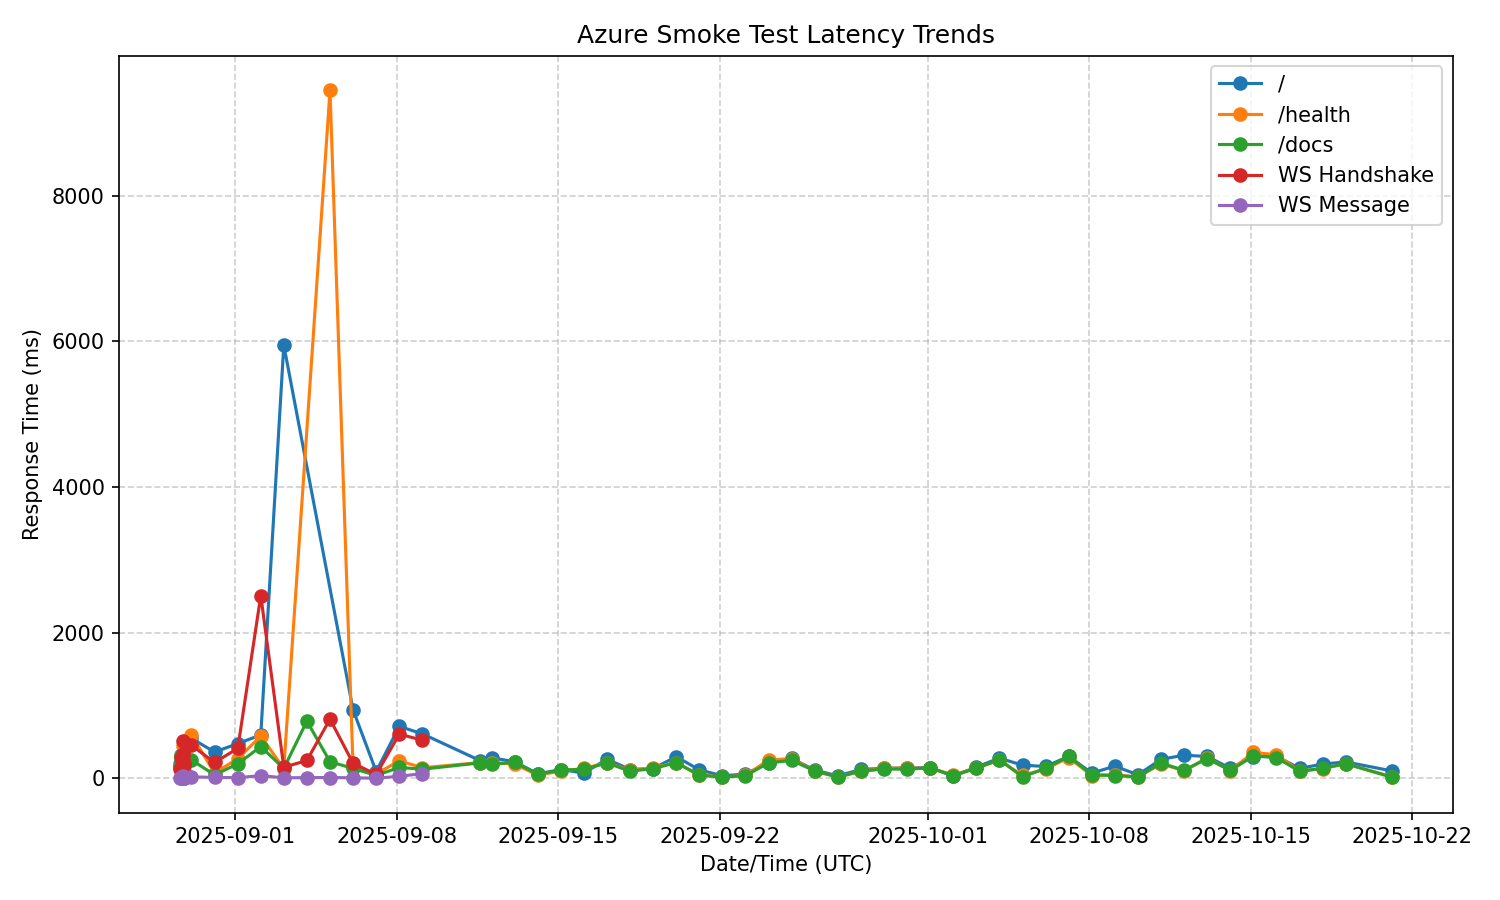 Azure Smoke Test Latency Trends
/
/health
/docs
WS Handshake
WS Message
Response Time (ms)
8000
6000
4000
2000
0
2025-09-01 2025-09-08 2025-09-15 2025-09-22 2025-10-01 2025-10-08 2025-10-15 2025-10-22
Date/Time (UTC)